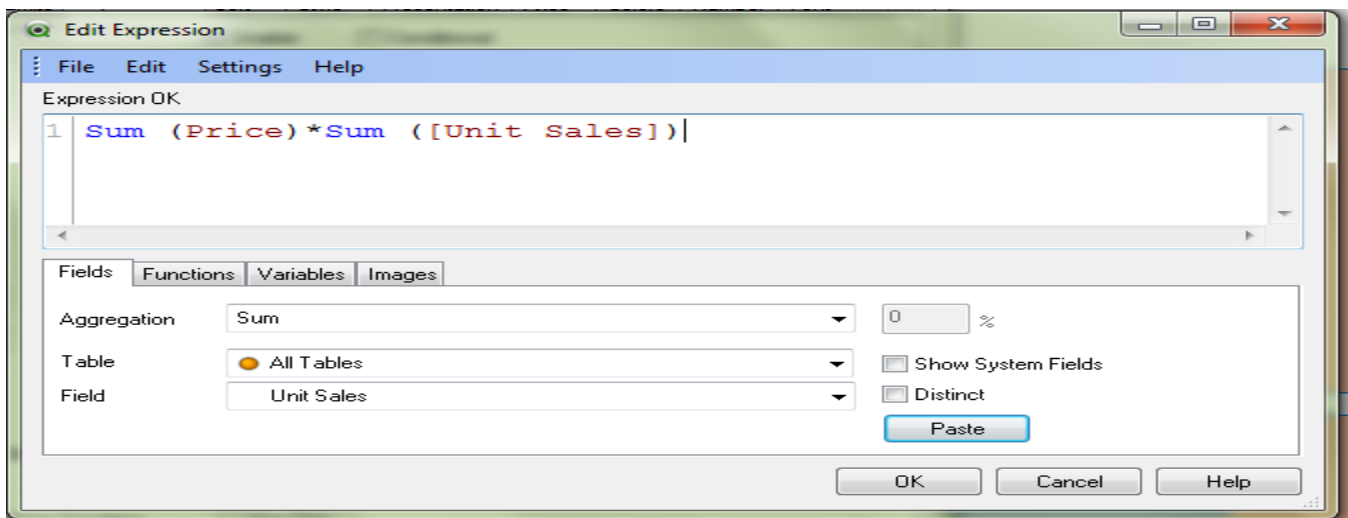 Edit Expression
File Edit Settings Help
Expression OK
1 Sum (Price)*Sum ([Unit Sales])
Fields Functions Variables Images
Aggregation Sum 0 %
Table All Tables Show System Fields
Field Unit Sales Distinct
Paste
OK Cancel Help